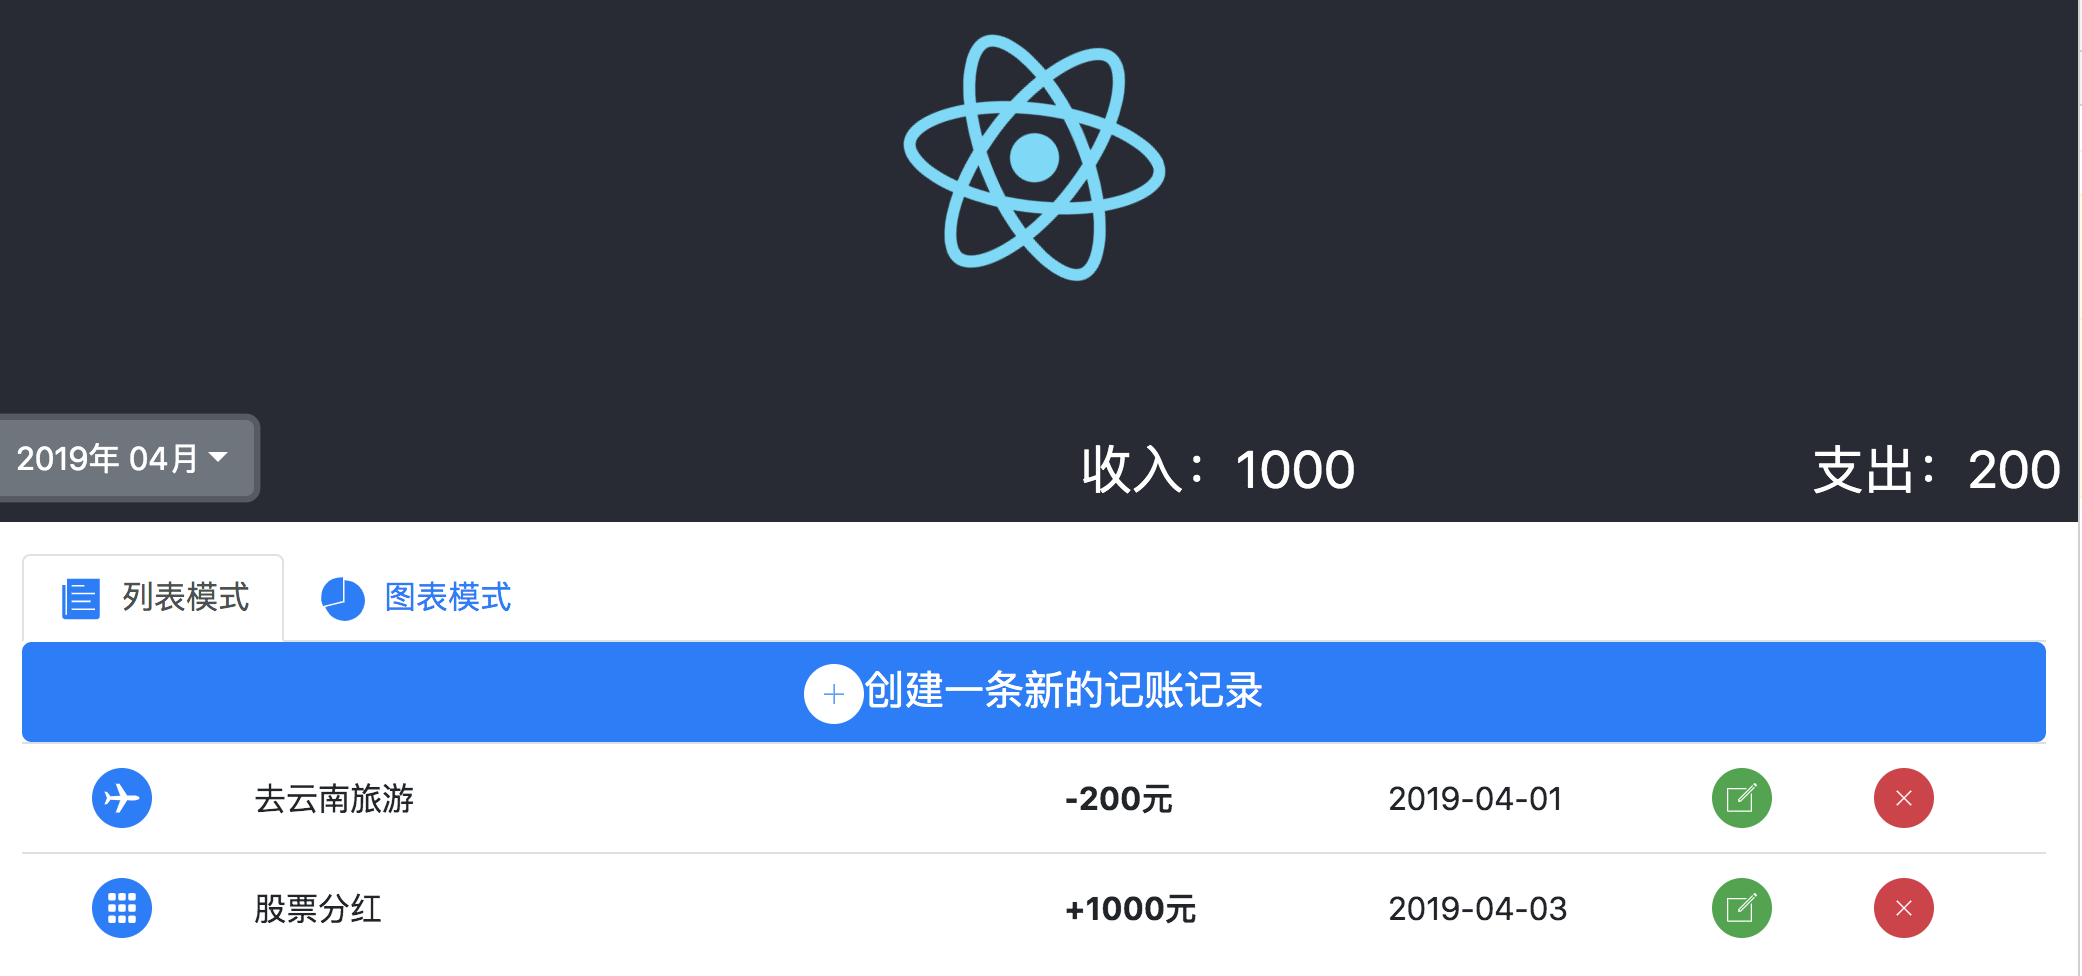 2019年 04月
收入：1000
支出：200
列表模式
图表模式
创建一条新的记账记录
去云南旅游 -200元 2019-04-01
股票分红 +1000元 2019-04-03